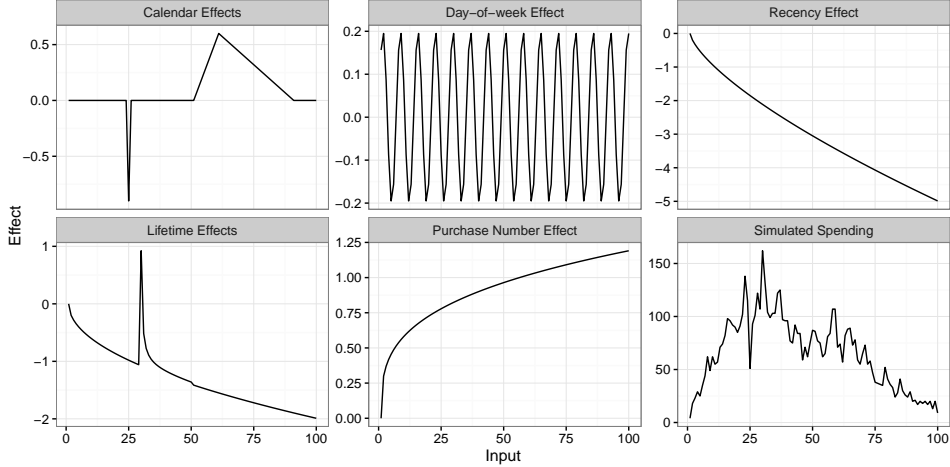 Calendar Effects
Day−of−week Effect
Recency Effect
0.5
0.0
−0.5
0.2
0.1
0.0
−0.1
−0.2
0
−1
−2
−3
−4
−5
Effect
Lifetime Effects
Purchase Number Effect
Simulated Spending
1
0
−1
−2
1.25
1.00
0.75
0.50
0.25
0.00
150
100
50
0
0 25 50 75 100
0 25 50 75 100
0 25 50 75 100
Input